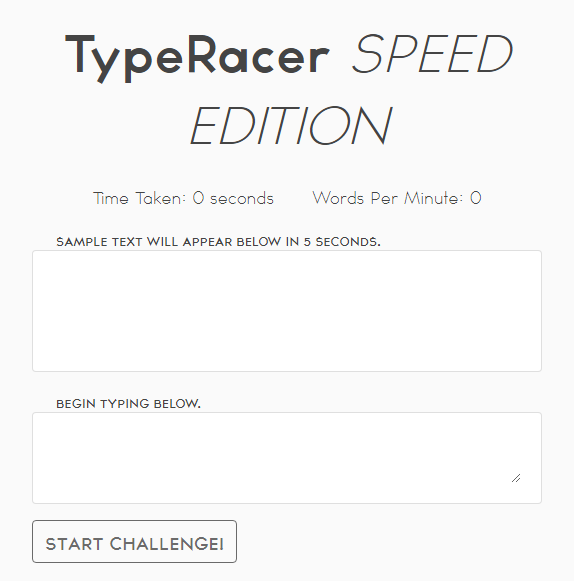 TypeRacer SPEED
EDITION
Time Taken: 0 seconds Words Per Minute: 0
SAMPLE TEXT WILL APPEAR BELOW IN 5 SECONDS.
BEGIN TYPING BELOW.
START CHALLENGE!